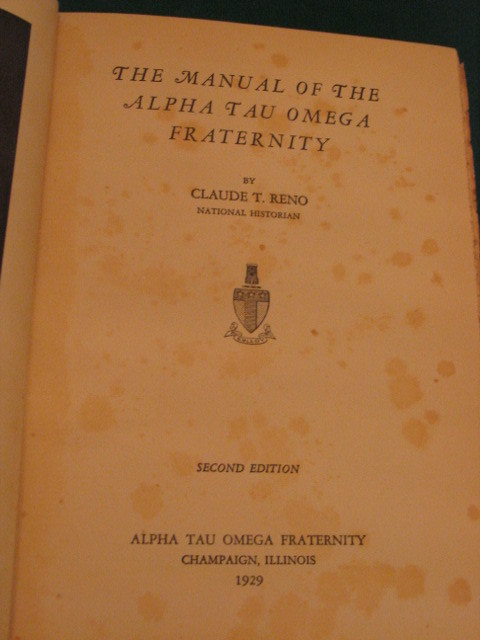 THE MANUAL OF THE
ALPHA TAU OMEGA
FRATERNITY
BY
CLAUDE T. RENO
NATIONAL HISTORIAN
SECOND EDITION
ALPHA TAU OMEGA FRATERNITY
CHAMPAIGN, ILLINOIS
1929